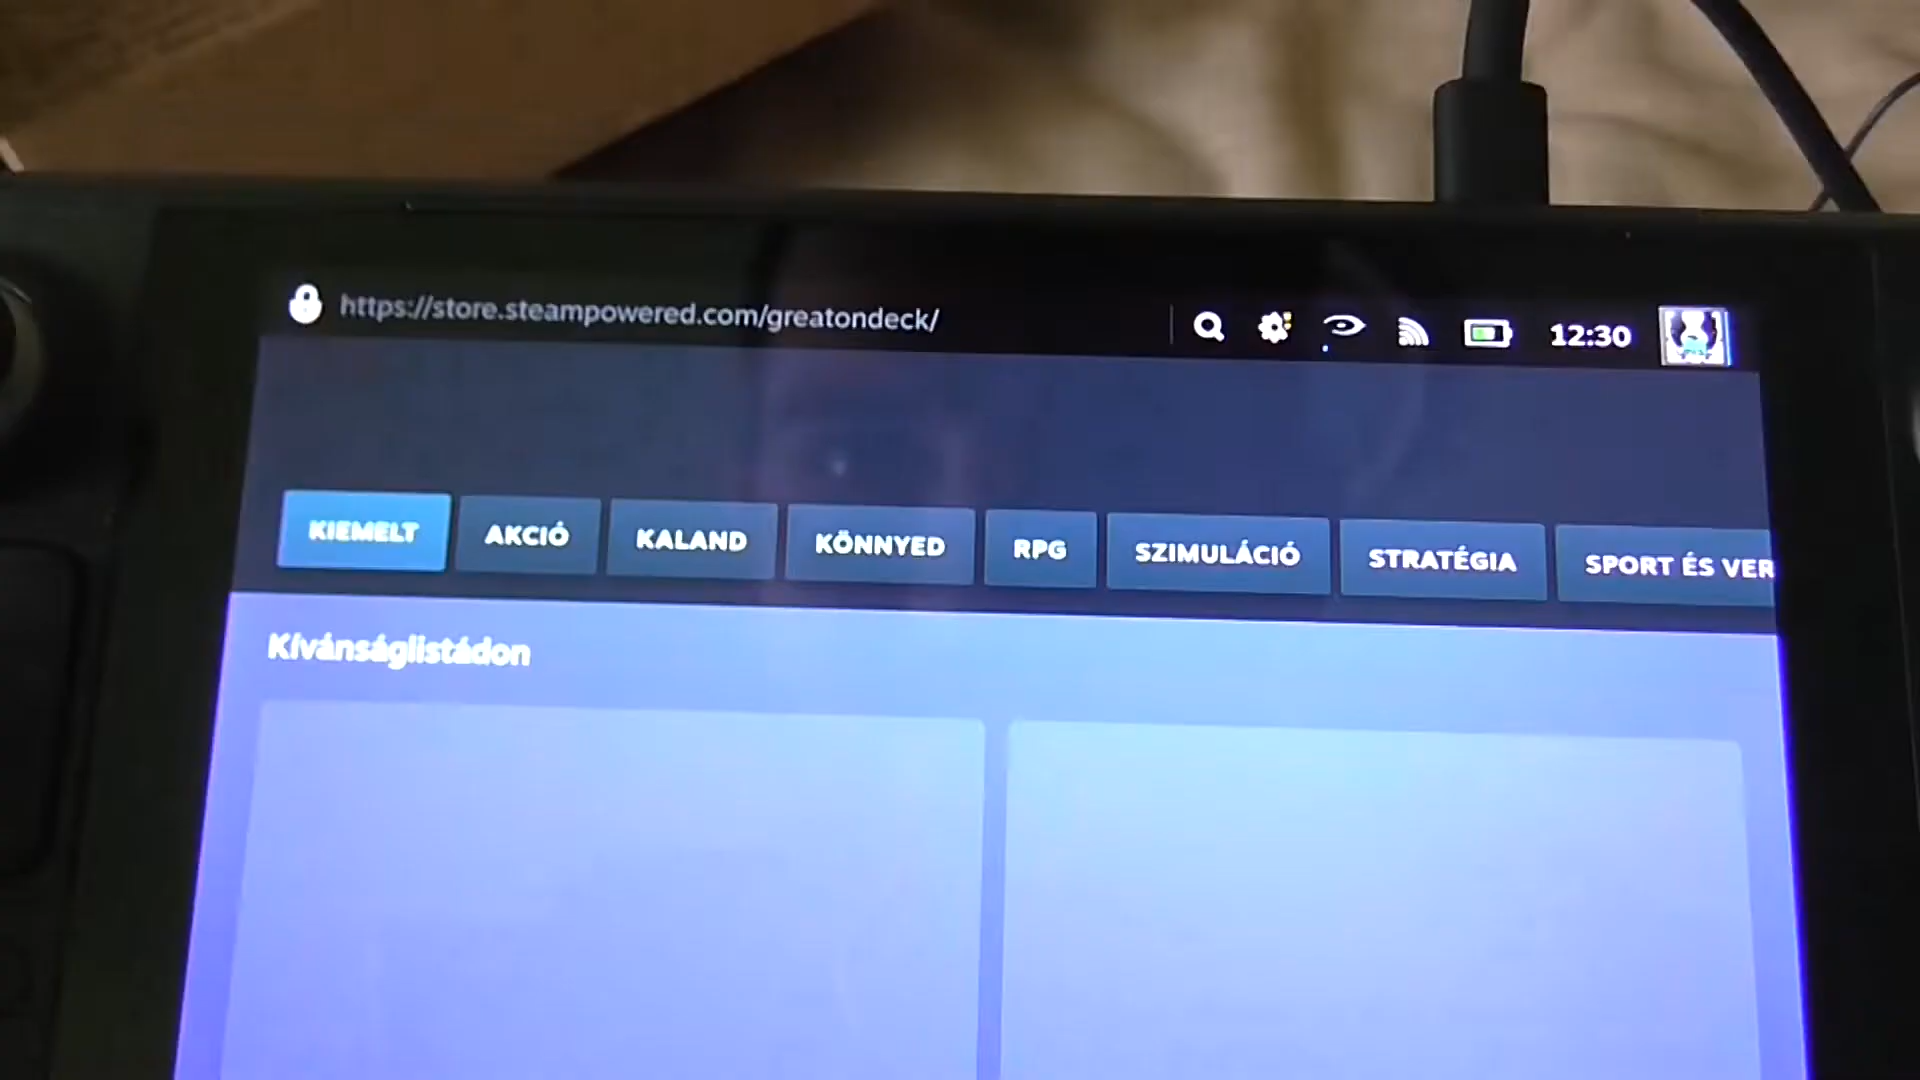 https://store.steampowered.com/greatondeck/
12:30
KIEMELT
AKCIÓ
KALAND
KÖNNYED
RPG
SZIMULÁCIÓ
STRATÉGIA
SPORT ÉS VER
Kívánságlistádon